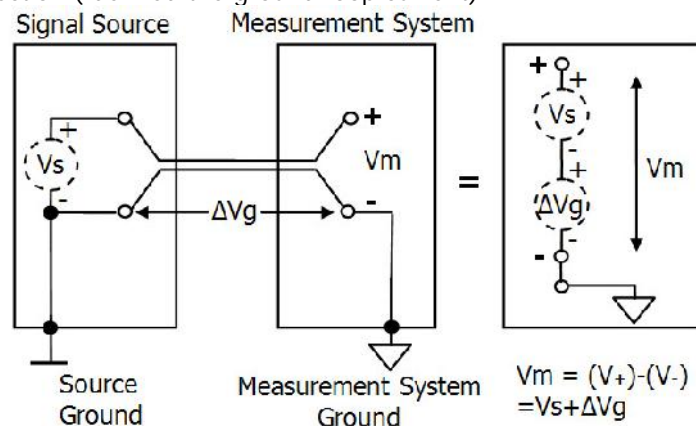 Signal Source Measurement System
+
Vs
-
+
Vm
-
ΔVg
=
+
+
Vs
-
+
ΔVg
-
-
Vm
Source
Ground
Measurement System
Ground
Vm = (V+)-(V-)
=Vs+ΔVg